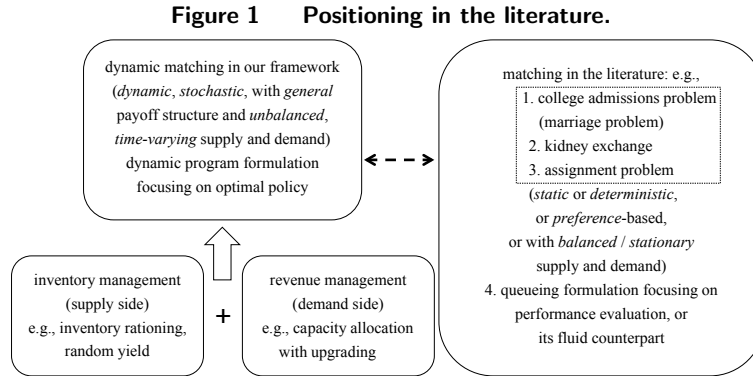 Figure 1 Positioning in the literature.
dynamic matching in our framework
(dynamic, stochastic, with general
payoff structure and unbalanced,
time-varying supply and demand)
dynamic program formulation
focusing on optimal policy
inventory management
(supply side)
e.g., inventory rationing,
random yield
+
revenue management
(demand side)
e.g., capacity allocation
with upgrading
matching in the literature: e.g.,
1. college admissions problem
(marriage problem)
2. kidney exchange
3. assignment problem
(static or deterministic,
or preference-based,
or with balanced / stationary
supply and demand)
4. queueing formulation focusing on
performance evaluation, or
its fluid counterpart